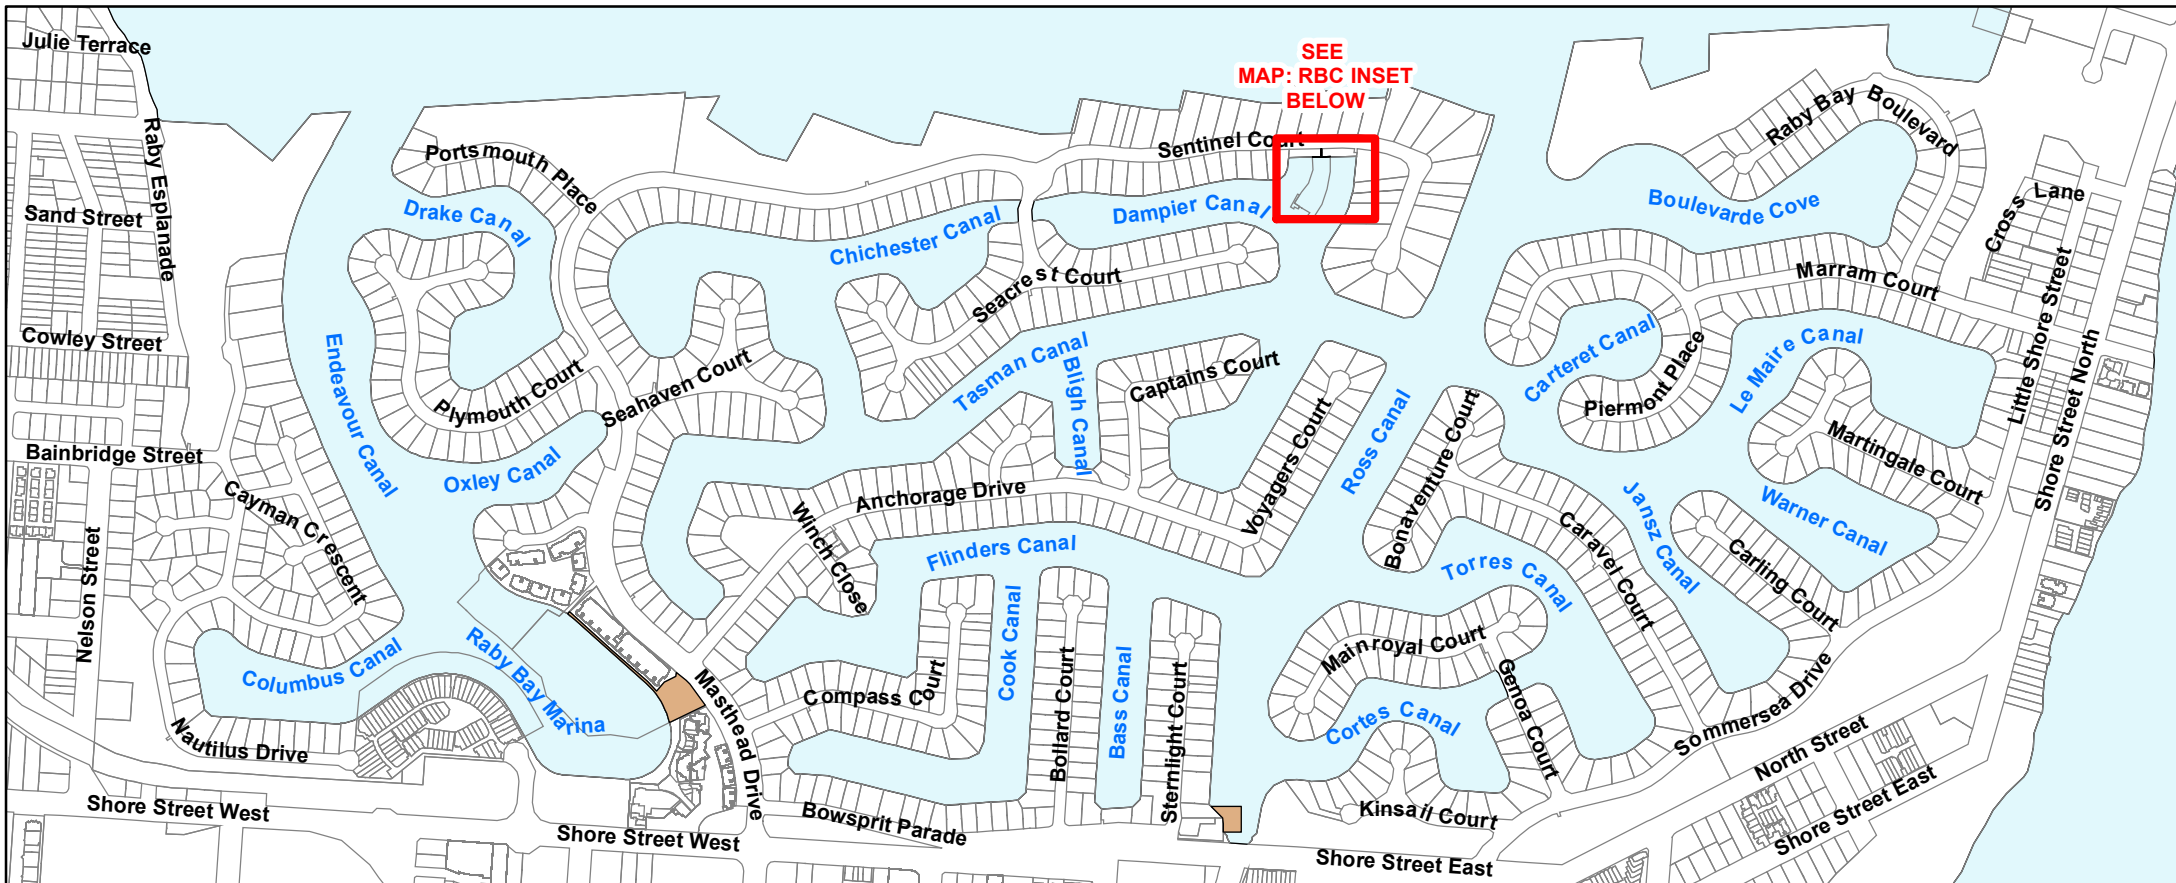 Julie Terrace
SEE
MAP: RBC INSET
BELOW
Raby Esplanade
Portsmouth Place
Sentinel Court
Raby Bay Boulevard
Sand Street
Drake Canal
Chichester Canal
Dampier Canal
Boulevarde Cove
Cross Lane
Cowley Street
Endeavour Canal
Seacrest Court
Marram Court
Little Shore Street
Shore Street North
Plymouth Court
Seahaven Court
Tasman Canal
Bligh Canal
Captains Court
Carteret Canal
Piermont Place
Le Maire Canal
Bainbridge Street
Oxley Canal
Voyagers Court
Ross Canal
Bonaventure Court
Martingale Court
Cayman Crescent
Anchorage Drive
Winch Close
Flinders Canal
Jansz Canal
Warner Canal
Nelson Street
Caravel Court
Carling Court
Torres Canal
Columbus Canal
Raby Bay Marina
Masthead Drive
Compass Court
Cook Canal
Bollard Court
Bass Canal
Sternlight Court
Mainroyal Court
Genoa Court
Cortes Canal
Sommersea Drive
Nautilus Drive
North Street
Shore Street West
Shore Street West
Bowsprit Parade
Kinsail Court
Shore Street East
Shore Street East